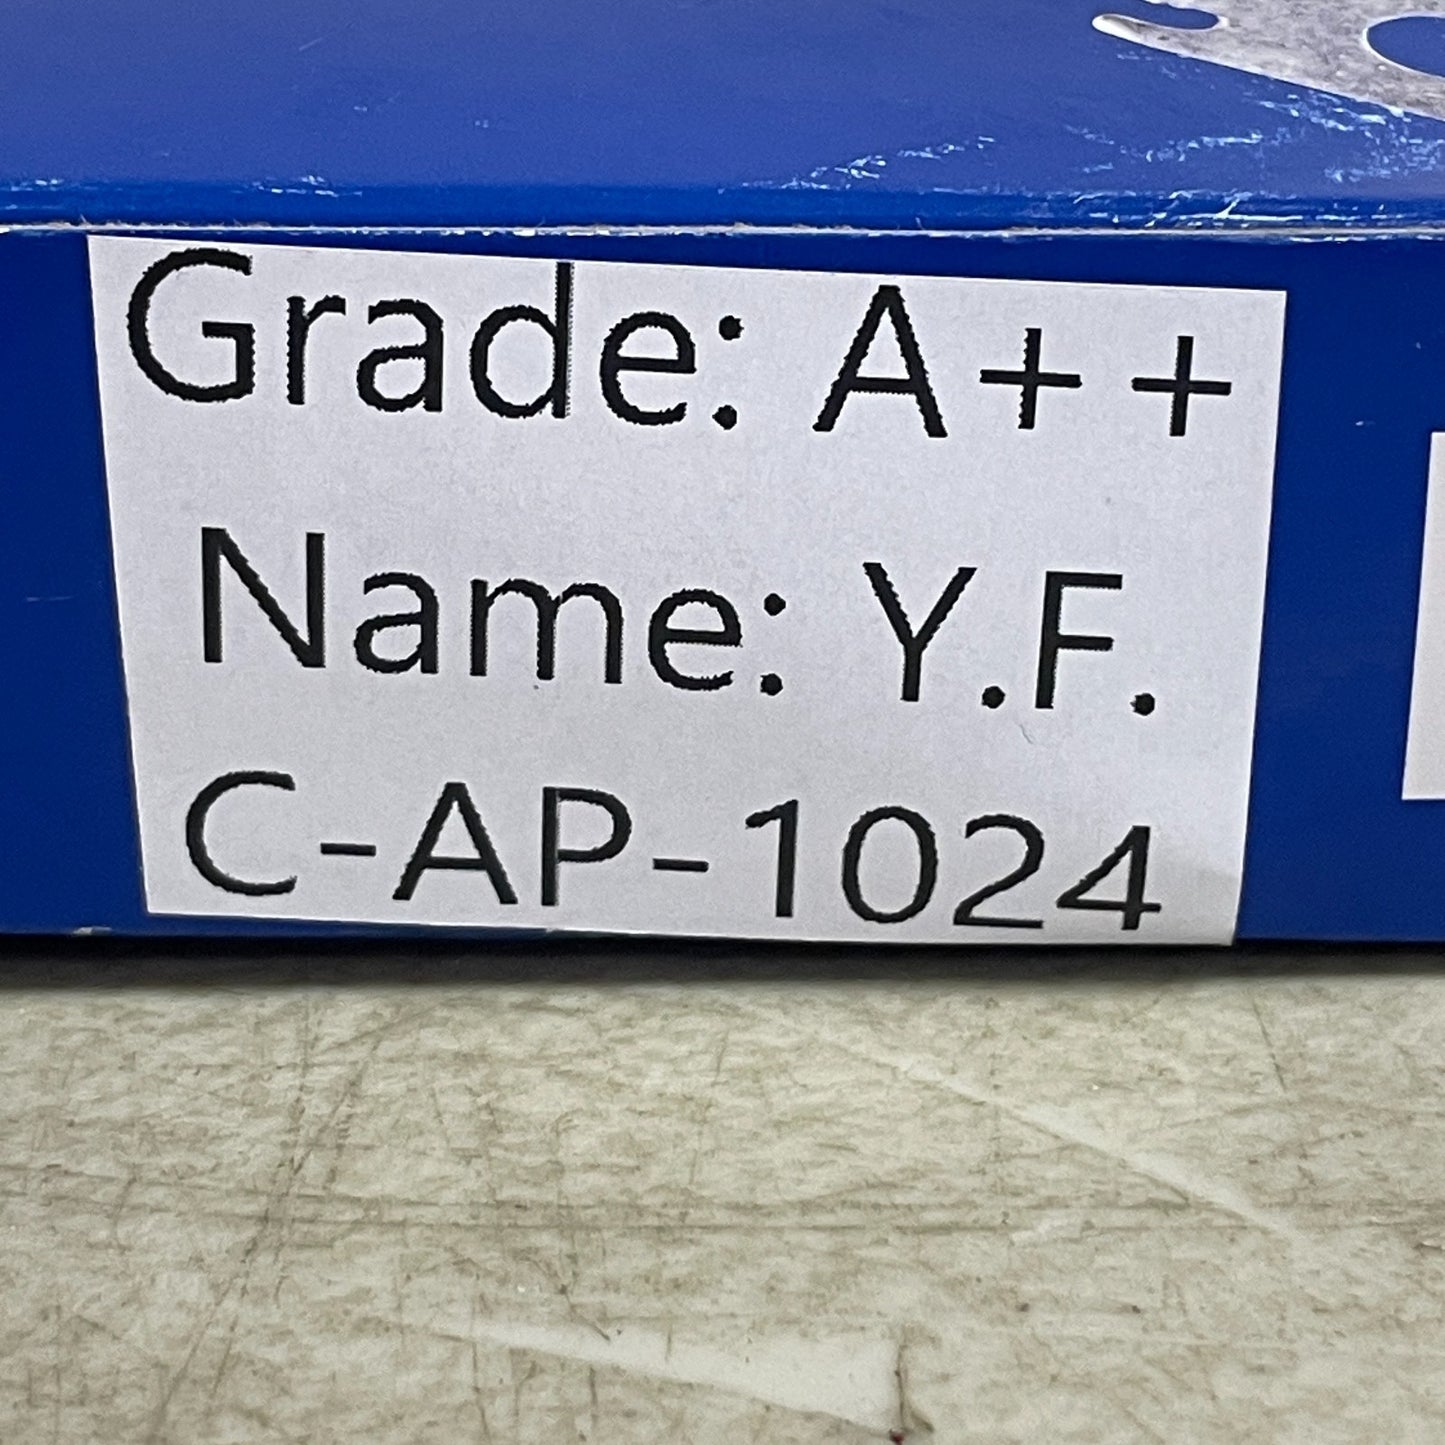 Grade: A++
Name: Y.F.
C-AP-1024